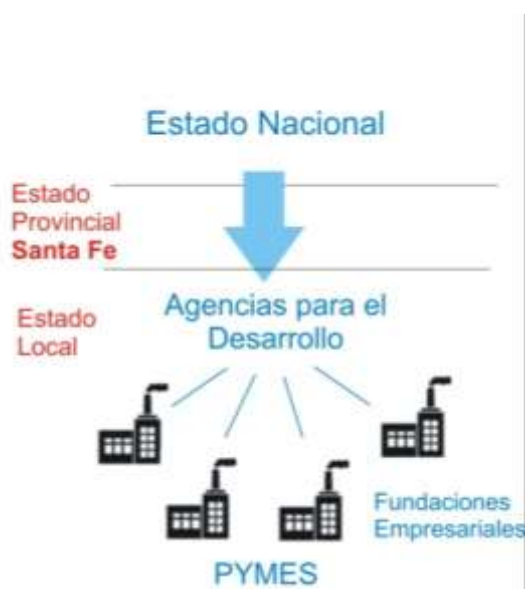 Estado Nacional
Estado
Provincial
Santa Fe
Agencias para el
Desarrollo
Estado
Local
Fundaciones
Empresariales
PYMES